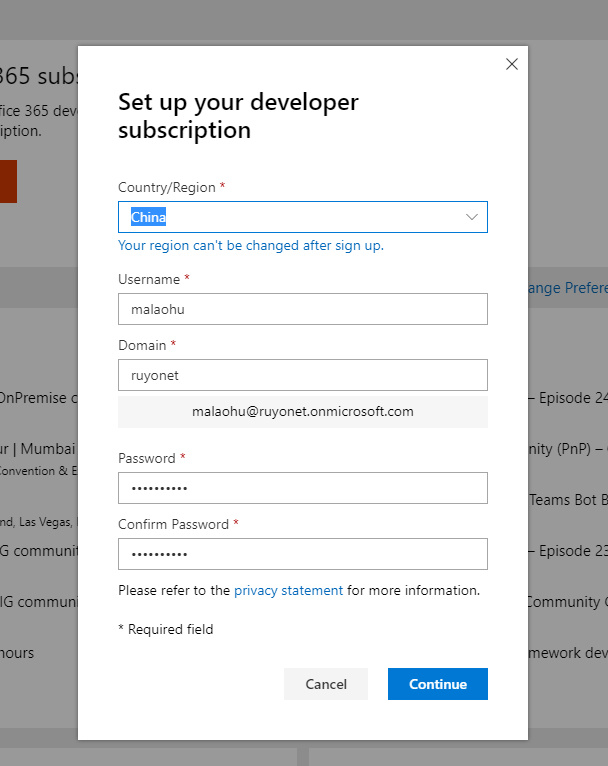 365 subs
fice 365 dev
iption.
Set up your developer
subscription
Country/Region *
China
Your region can't be changed after sign up.
Username *
malaohu
Domain *
ruyonet
malaohu@ruyonet.onmicrosoft.com
Password *
••••••••••
Confirm Password *
••••••••••
Please refer to the privacy statement for more information.
* Required field
Cancel
Continue
OnPremise c
ur | Mumbai
Convention & E
nd, Las Vegas,
G communit
IG communi
hours
ange Prefere
– Episode 24
nity (PnP) –
Teams Bot B
– Episode 23
Community
mework dev